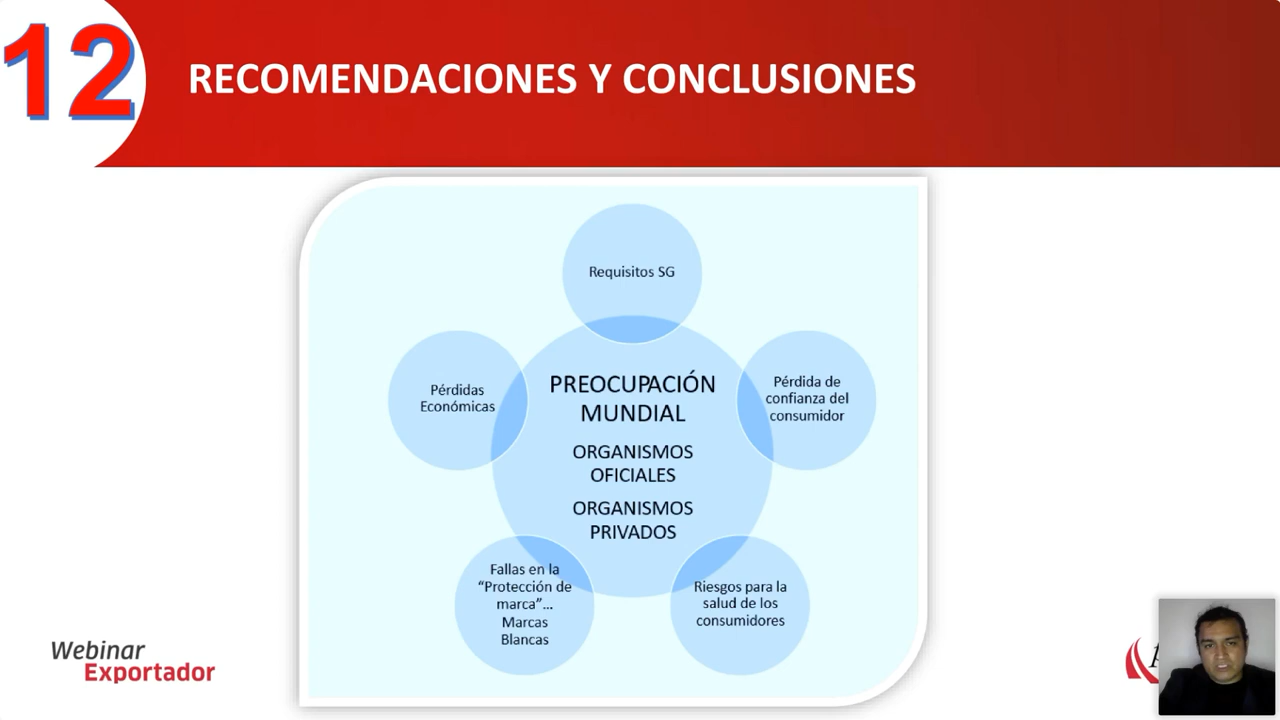 12
RECOMENDACIONES Y CONCLUSIONES
Requisitos SG
Pérdidas
Económicas
PREOCUPACIÓN
MUNDIAL
ORGANISMOS
OFICIALES
ORGANISMOS
PRIVADOS
Pérdida de
confianza del
consumidor
Fallas en la
“Protección de
marca”...
Marcas
Blancas
Riesgos para la
salud de los
consumidores
Webinar
Exportador